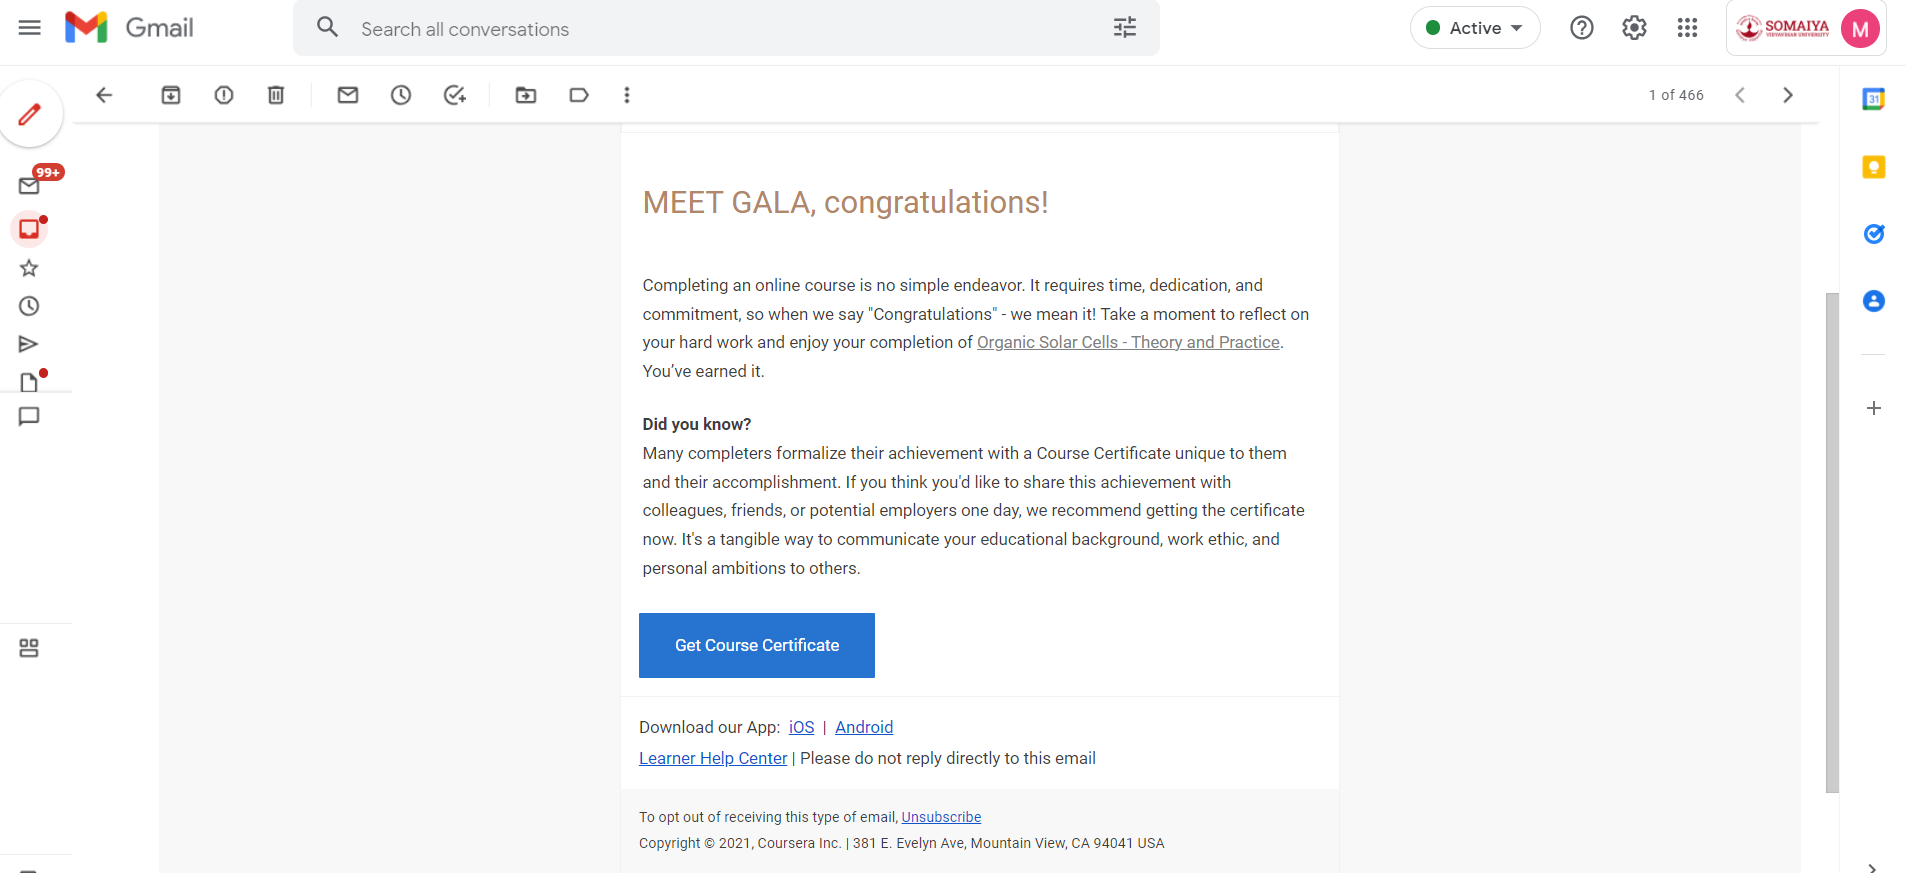 Gmail
Search all conversations
Active
SOMAIYA
VIDYAVIHAR UNIVERSITY
M
1 of 466
31
99+
MEET GALA, congratulations!
Completing an online course is no simple endeavor. It requires time, dedication, and
commitment, so when we say "Congratulations" - we mean it! Take a moment to reflect on
your hard work and enjoy your completion of Organic Solar Cells - Theory and Practice.
You've earned it.
Did you know?
Many completers formalize their achievement with a Course Certificate unique to them
and their accomplishment. If you think you'd like to share this achievement with
colleagues, friends, or potential employers one day, we recommend getting the certificate
now. It's a tangible way to communicate your educational background, work ethic, and
personal ambitions to others.
Get Course Certificate
Download our App: iOS | Android
Learner Help Center | Please do not reply directly to this email
To opt out of receiving this type of email, Unsubscribe
Copyright © 2021, Coursera Inc. | 381 E. Evelyn Ave, Mountain View, CA 94041 USA